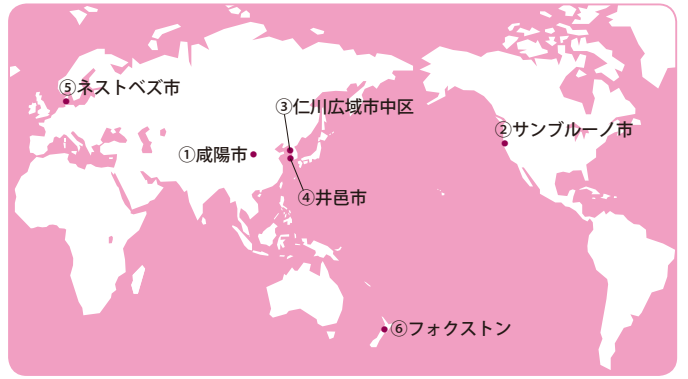 ⑤ネストベズ市
③仁川広域市中区
②サンブルーノ市
①咸陽市
④井邑市
⑥フォクストン